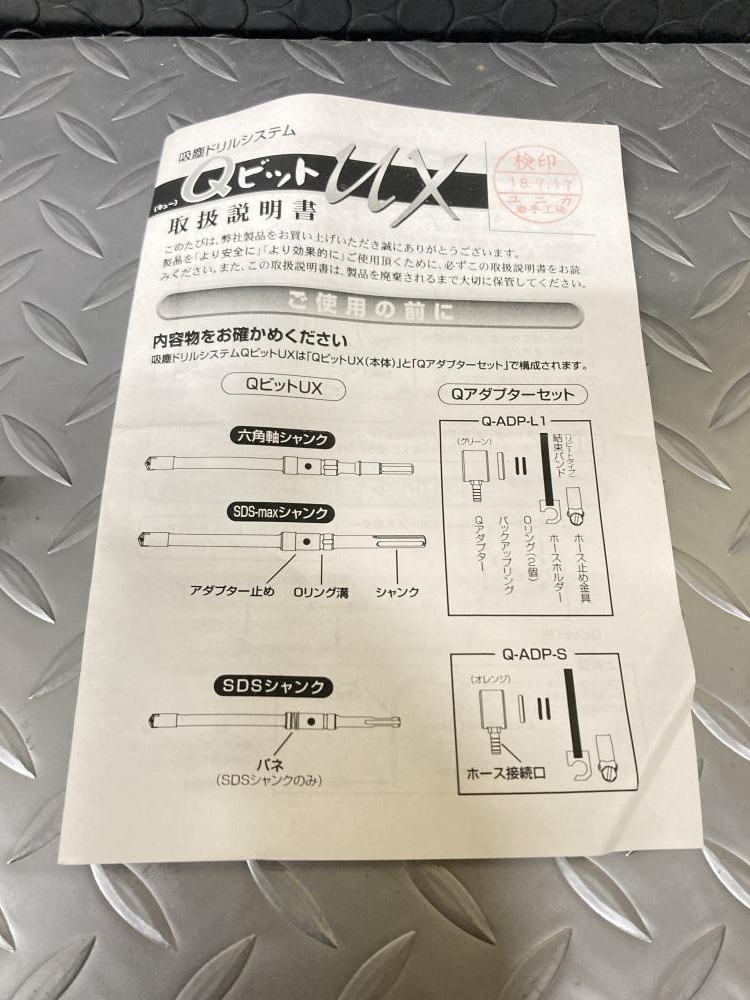 吸塵ドリルシステム
Qビット UX
(キュー)
取扱説明書
検印
18.7.17
ユニカ
岩手工場
このたびは、弊社製品をお買い上げいただき誠にありがとうございます。
製品を「より安全に」「より効果的に」ご使用頂くために、必ずこの取扱説明書をお読
みください。また、この取扱説明書は、製品を廃棄されるまで大切に保管してください。
ご使用の前に
内容物をお確かめください
吸塵ドリルシステムQビットUXは「QビットUX(本体)」と「Qアダプターセット」で構成されます。
QビットUX
六角軸シャンク
SDS-maxシャンク
アダプター止め
Oリング溝
シャンク
SDSシャンク
バネ
(SDSシャンクのみ)
Qアダプターセット
Q-ADP-L1
(グリーン)
(リピートタイプ)
結束バンド
Qアダプター
バックアップリング
Oリング(2個)
ホースホルダー
ホース止め金具
Q-ADP-S
(オレンジ)
ホース接続口